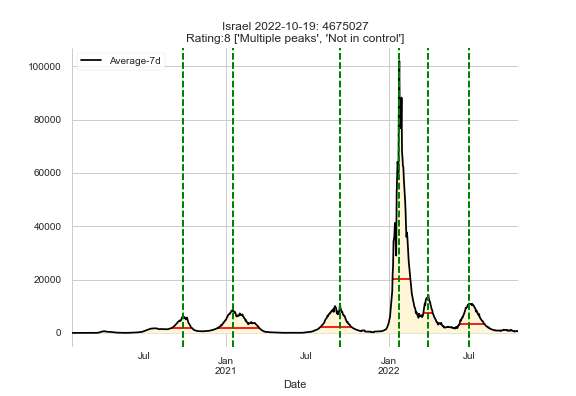 Israel 2022-10-19: 4675027
Rating:8 ['Multiple peaks', 'Not in control']
Average-7d
100000
80000
60000
40000
20000
0
Jul
Jan
2021
Jul
Jan
2022
Jul
Date